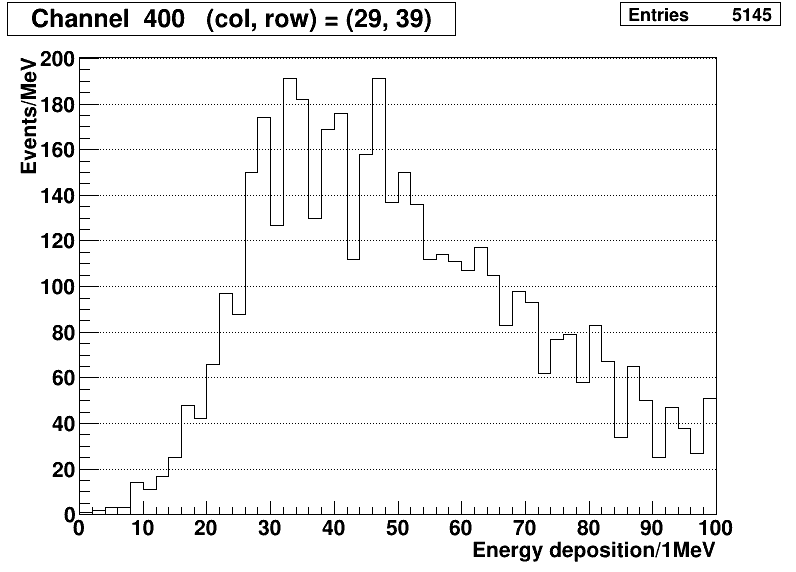 Channel 400 (col, row) = (29, 39)
Entries 5145
Events/MeV
200
180
160
140
120
100
80
60
40
20
0
0 10 20 30 40 50 60 70 80 90 100
Energy deposition/1MeV